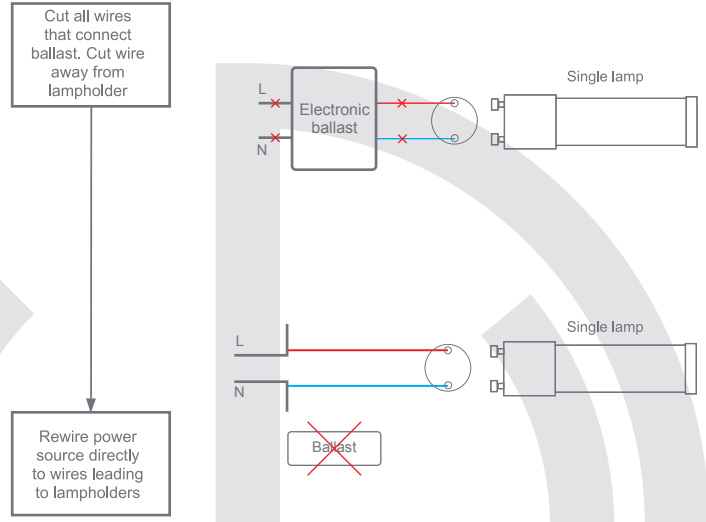 Cut all wires
that connect
ballast. Cut wire
away from
lampholder
L
N
Electronic
ballast
Single lamp
L
N
Single lamp
Ballast
Rewire power
source directly
to wires leading
to lampholders